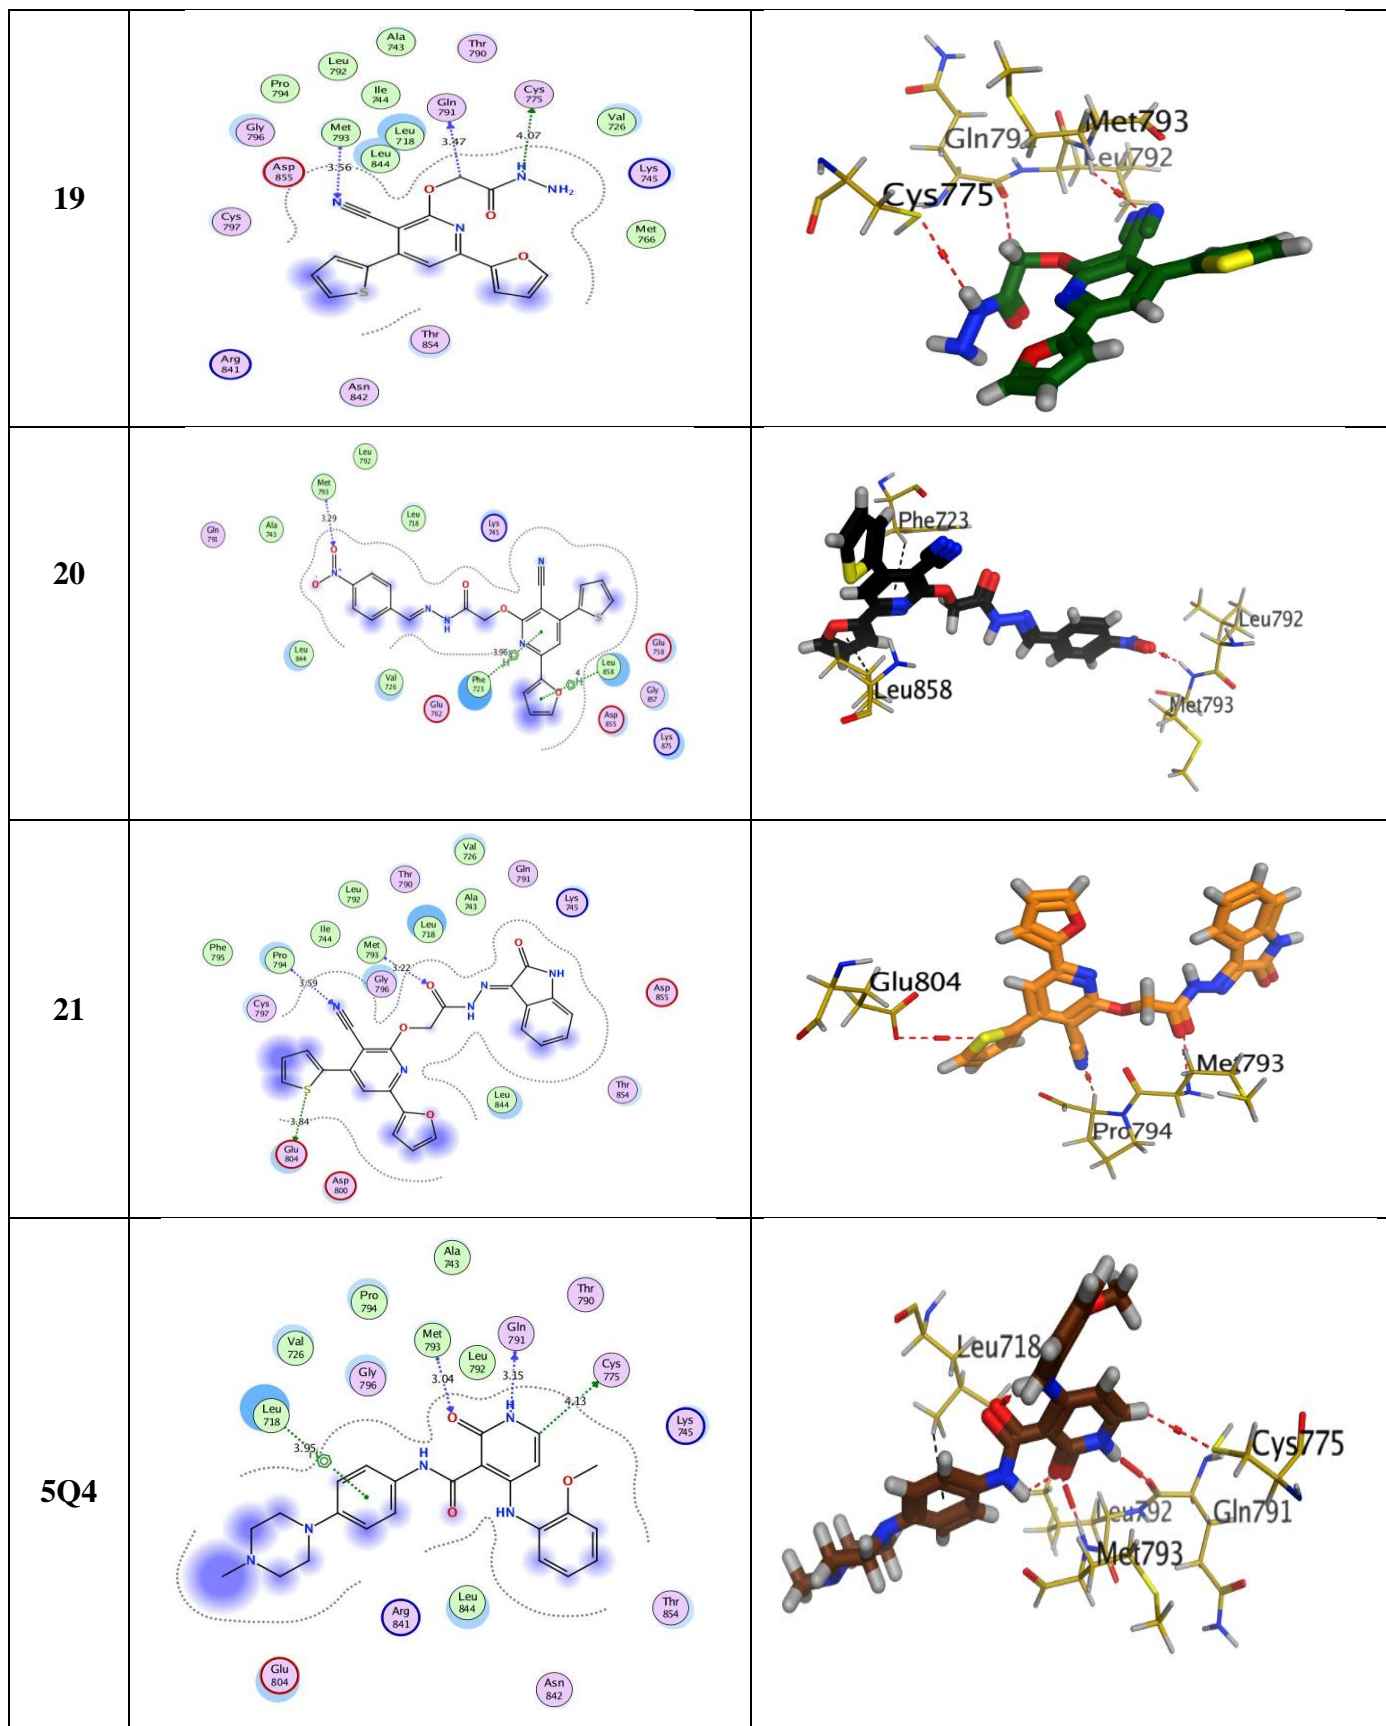 19
Ala
743
Thr
790
Leu
792
Pro
794
Ile
744
Gln
791
Cys
775
Val
726
Gly
796
Met
793
Leu
718
Leu
844
3.47
4.07
Asp
855
3.56
Lys
745
Cys
797
Met
766
NH₂
H
N
O
O
N
N
O
S
Thr
854
Arg
841
Asn
842
Gln792
Met793
Leu792
Cys775
20
Leu
792
Met
793
Gln
791
Ala
743
3.29
Leu
718
Lys
745
O
O⁻
N⁺
N
N
H
O
O
N
N
S
O
Leu
844
Val
726
3.96
H
Phe
723
Glu
762
4
H
Leu
858
Glu
758
Gly
857
Asp
855
Lys
875
Phe723
Leu858
Leu792
Met793
21
Val
726
Thr
790
Gln
791
Leu
792
Ala
743
Lys
745
Ile
744
Leu
718
Phe
795
Pro
794
Met
793
Gly
796
Cys
797
3.59
3.22
Asp
855
O
NH
O
N
N
H
N
O
N
S
O
3.84
Leu
844
Thr
854
Glu
804
Asp
800
Glu804
Met793
Pro794
5Q4
Ala
743
Pro
794
Thr
790
Val
726
Met
793
Gln
791
Leu
792
Gly
796
Cys
775
Leu
718
3.04
3.15
4.13
Lys
745
3.95
H
O
H
N
H
N
O
O
HN
N
N
Arg
841
Leu
844
Thr
854
Glu
804
Asn
842
Leu718
Cys775
Leu792
Gln791
Met793